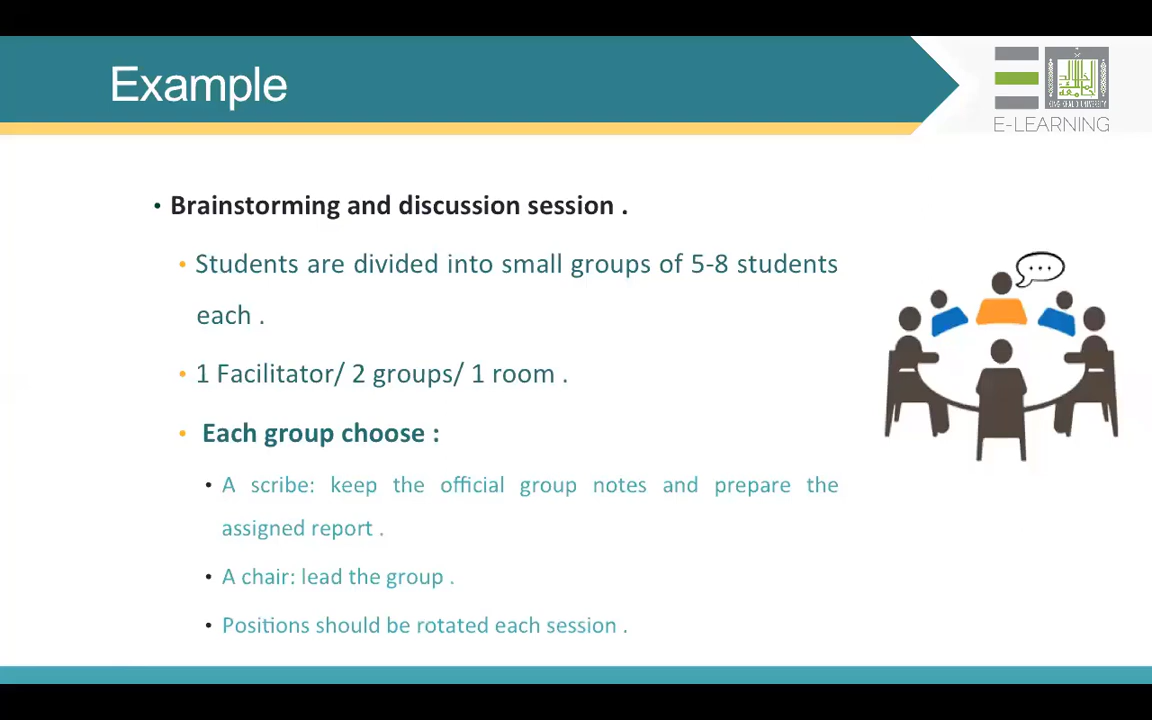 Example
E-LEARNING
• Brainstorming and discussion session .
• Students are divided into small groups of 5-8 students
each .
• 1 Facilitator/ 2 groups/ 1 room .
• Each group choose :
• A scribe: keep the official group notes and prepare the
assigned report .
• A chair: lead the group .
• Positions should be rotated each session .